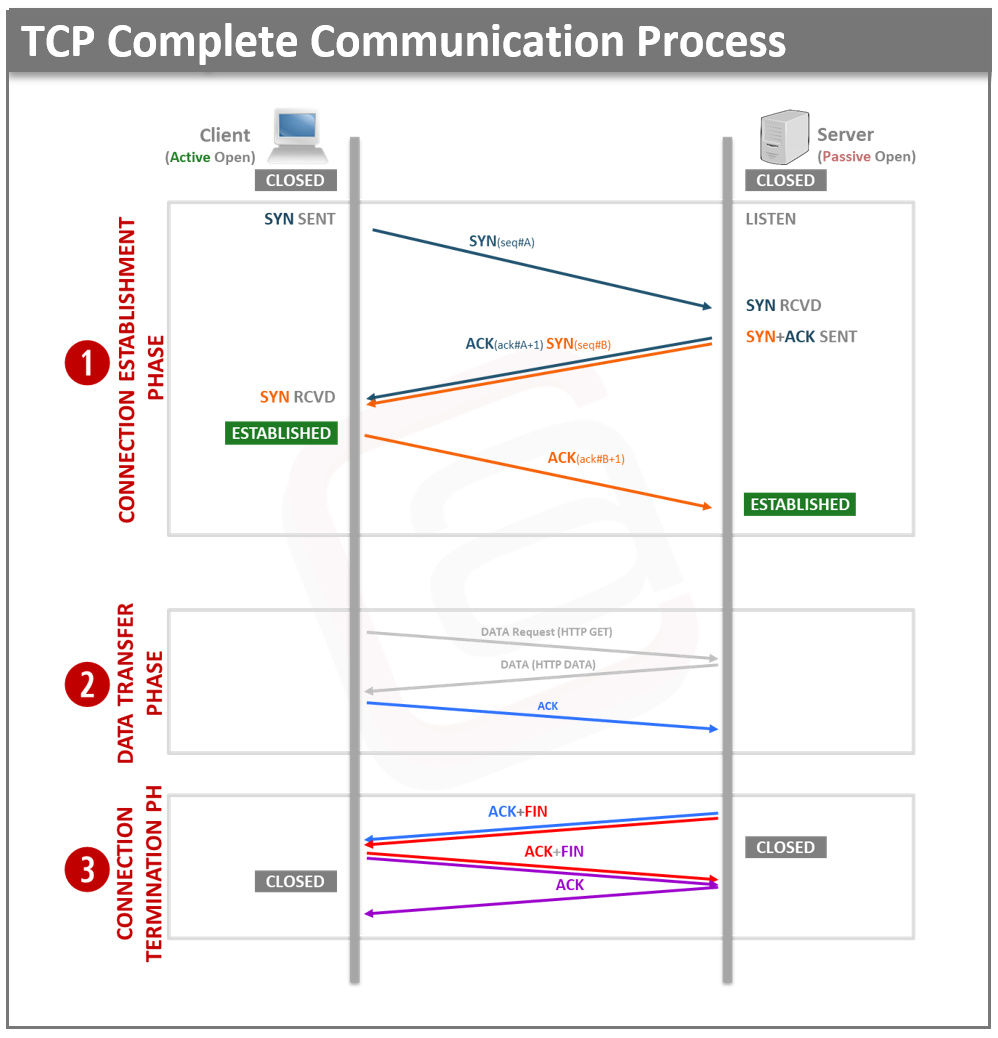 TCP Complete Communication Process
Client
(Active Open)
CLOSED
Server
(Passive Open)
CLOSED
1
CONNECTION ESTABLISHMENT
PHASE
SYN SENT
LISTEN
SYN(seq#A)
SYN RCVD
SYN+ACK SENT
ACK(ack#A+1) SYN(seq#B)
SYN RCVD
ESTABLISHED
ACK(ack#B+1)
ESTABLISHED
2
DATA TRANSFER
PHASE
DATA Request (HTTP GET)
DATA (HTTP DATA)
ACK
3
CONNECTION
TERMINATION PH
ACK+FIN
CLOSED
ACK+FIN
CLOSED
ACK